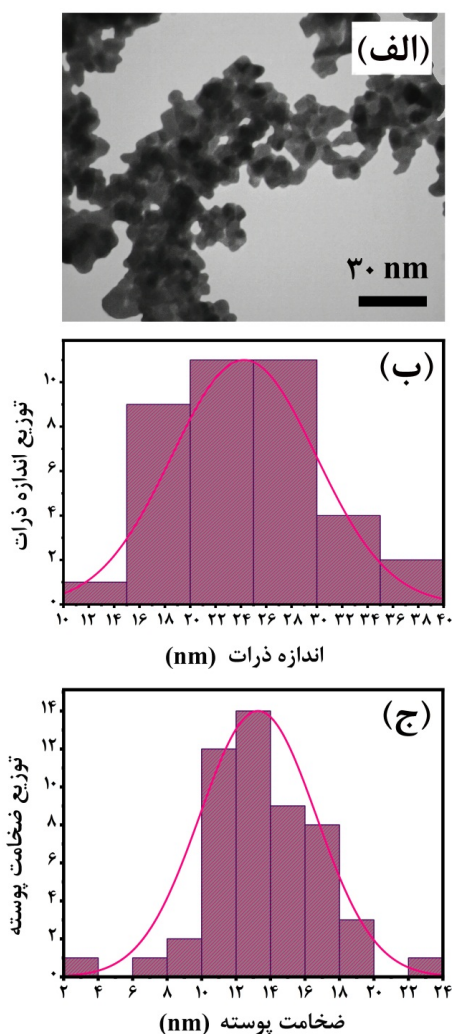 (الف)
۳۰ nm
(ب)
توزیع اندازه ذرات
۱۰
۸
۶
۴
۲
۰
۱۰ ۱۲ ۱۴ ۱۶ ۱۸ ۲۰ ۲۲ ۲۴ ۲۶ ۲۸ ۳۰ ۳۲ ۳۴ ۳۶ ۳۸ ۴۰
اندازه ذرات (nm)
(ج)
توزیع ضخامت پوسته
۱۴
۱۲
۱۰
۸
۶
۴
۲
۰
۲ ۴ ۶ ۸ ۱۰ ۱۲ ۱۴ ۱۶ ۱۸ ۲۰ ۲۲ ۲۴
ضخامت پوسته (nm)